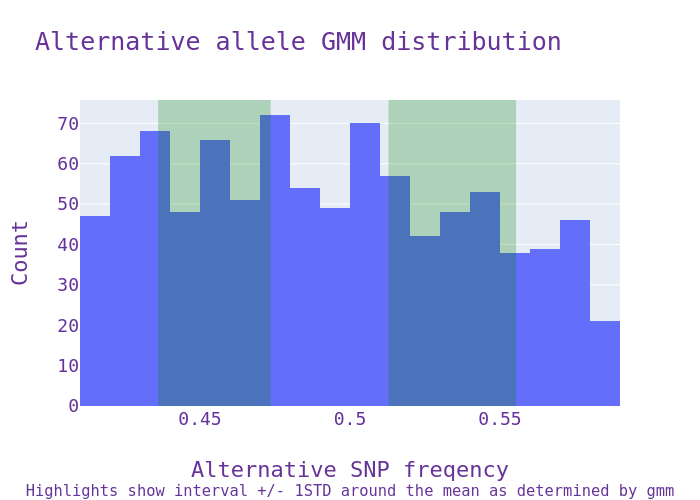 Alternative allele GMM distribution
70
60
50
40
30
20
10
0
Count
0.45 0.5 0.55
Alternative SNP freqency
Highlights show interval +/- 1STD around the mean as determined by gmm